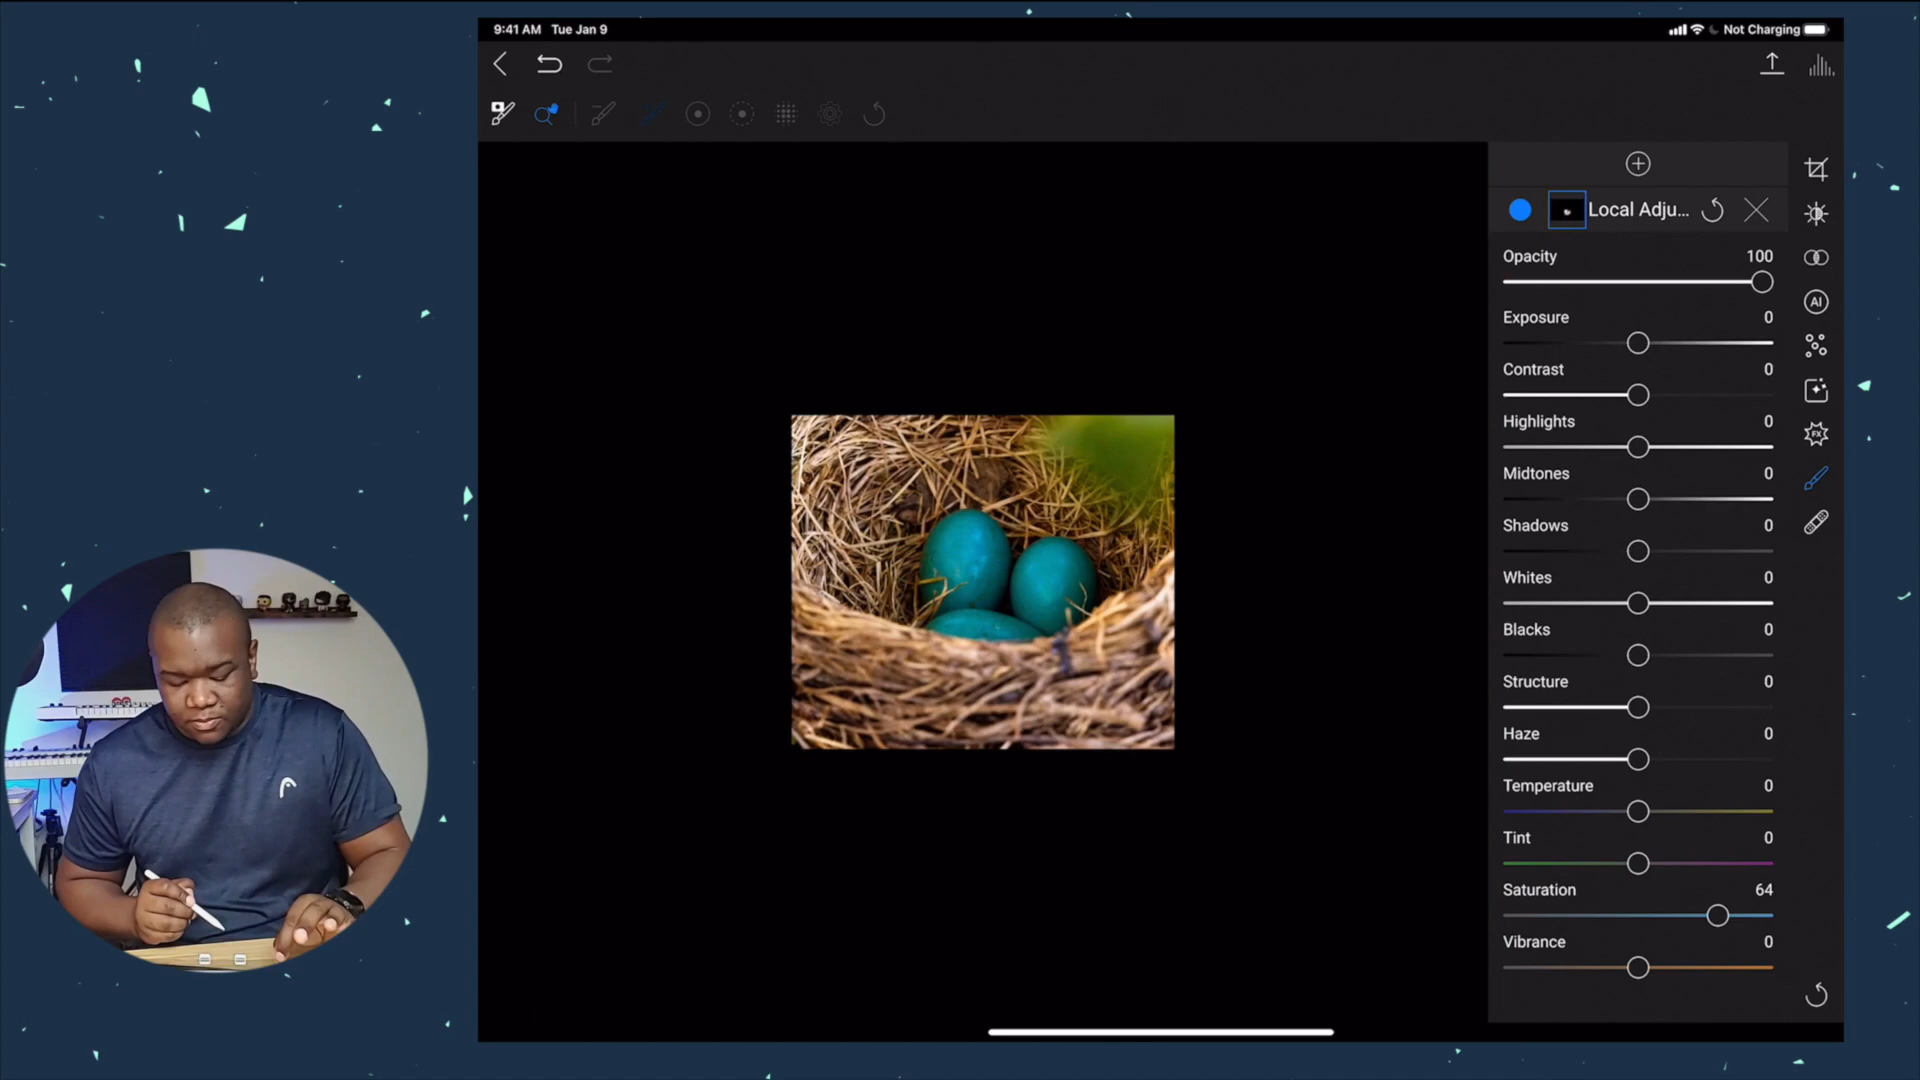 9:41 AM Tue Jan 9
Not Charging
Local Adju...
Opacity 100
Exposure 0
Contrast 0
Highlights 0
Midtones 0
Shadows 0
Whites 0
Blacks 0
Structure 0
Haze 0
Temperature 0
Tint 0
Saturation 64
Vibrance 0
AI
FX